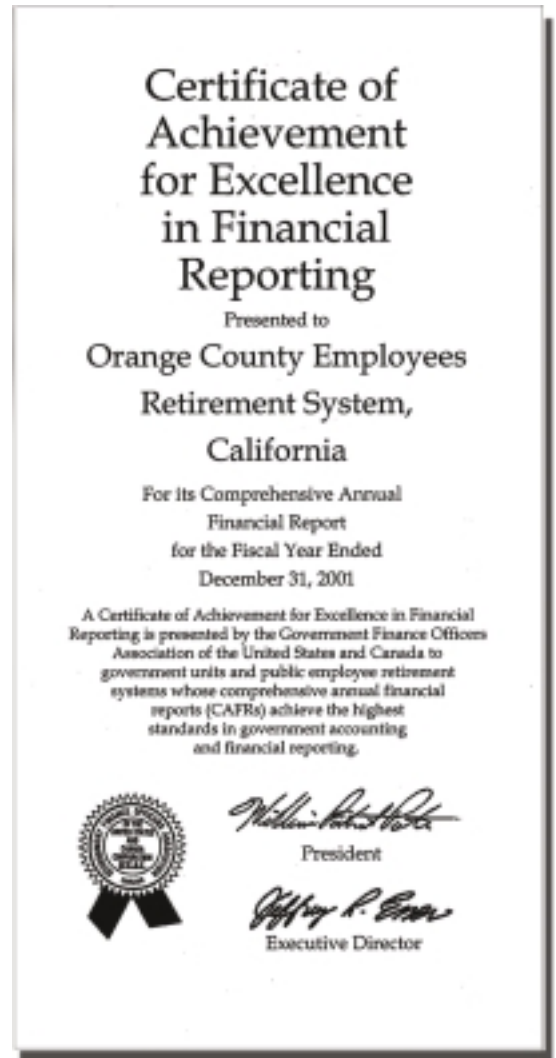 Certificate of
Achievement
for Excellence
in Financial
Reporting
Presented to
Orange County Employees
Retirement System,
California
For its Comprehensive Annual
Financial Report
for the Fiscal Year Ended
December 31, 2001
A Certificate of Achievement for Excellence in Financial
Reporting is presented by the Government Finance Officers
Association of the United States and Canada to
government units and public employee retirement
systems whose comprehensive annual financial
reports (CAFRs) achieve the highest
standards in government accounting
and financial reporting.
President
Jeffrey R.
Executive Director